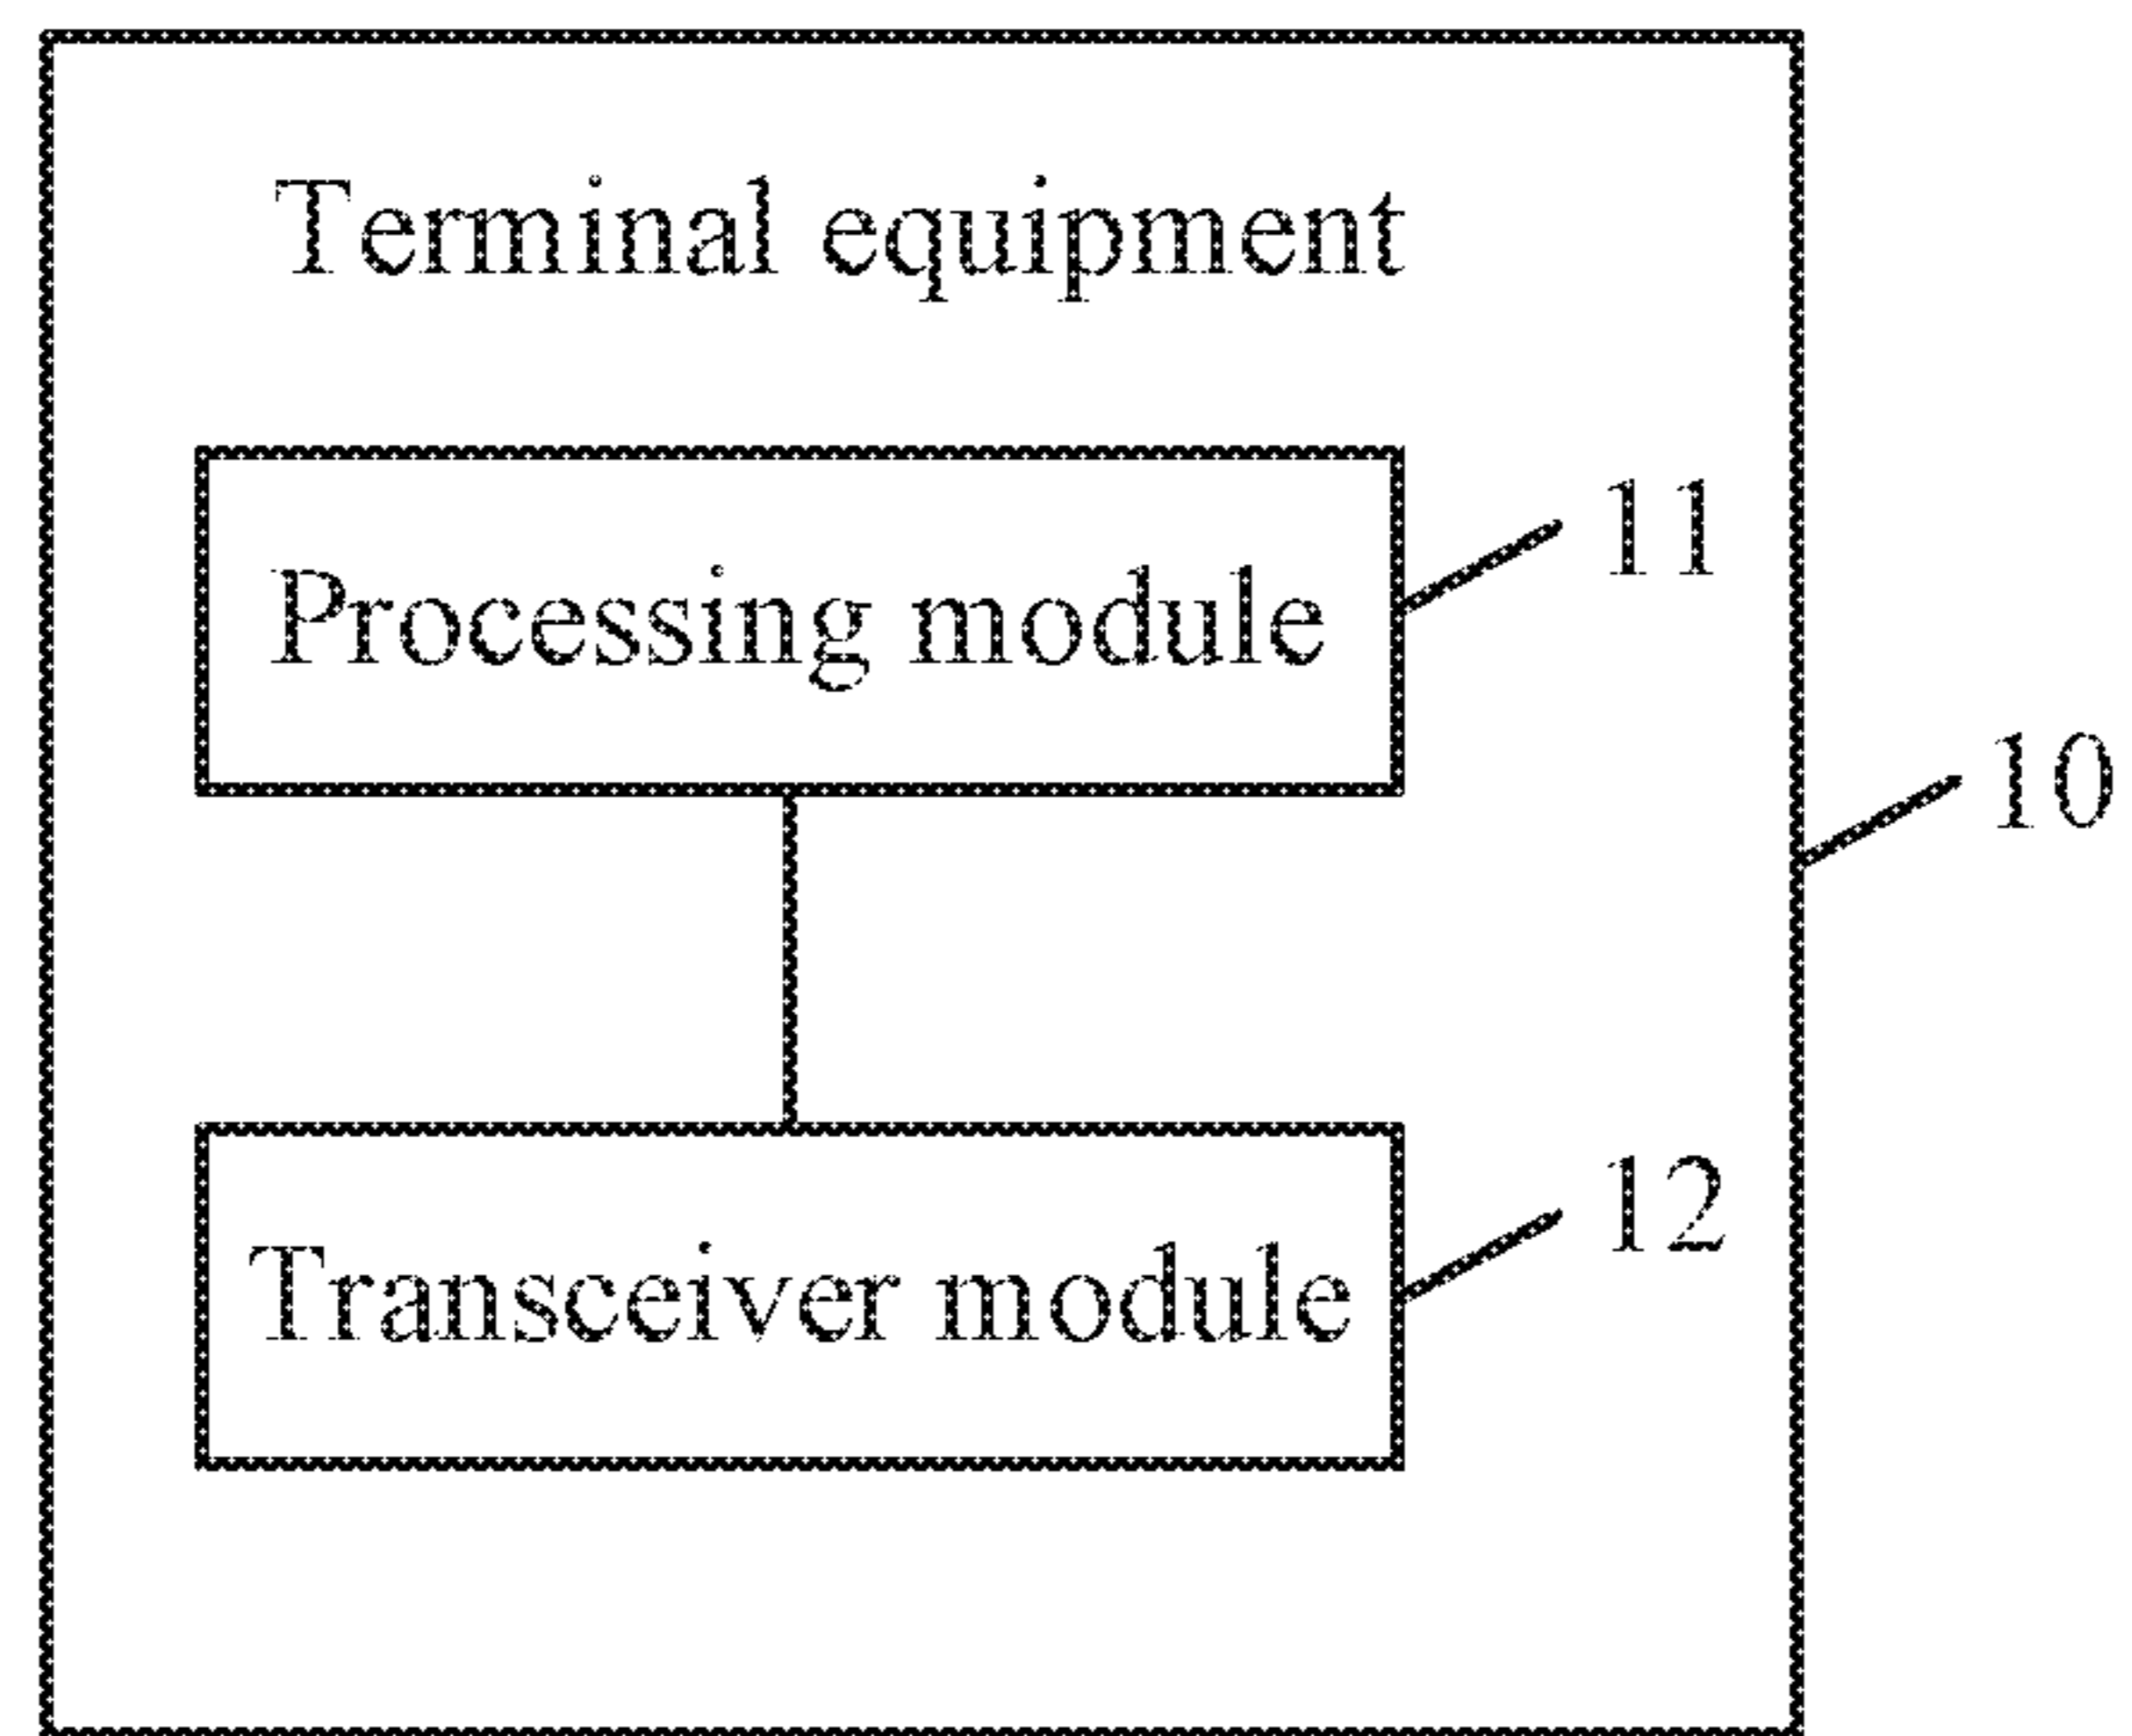 Terminal equipment
11
Processing module
10
12
Transceiver module